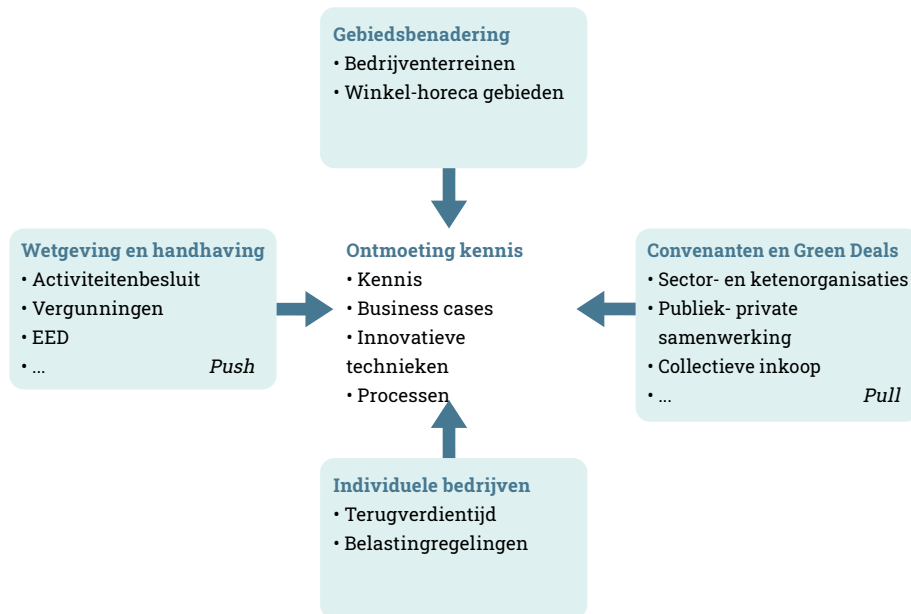 Gebiedsbenadering
• Bedrijventerreinen
• Winkel-horeca gebieden
Wetgeving en handhaving
• Activiteitenbesluit
• Vergunningen
• EED
• ... Push
Ontmoeting kennis
• Kennis
• Business cases
• Innovatieve
technieken
• Processen
Convenanten en Green Deals
• Sector- en ketenorganisaties
• Publiek- private
samenwerking
• Collectieve inkoop
• ... Pull
Individuele bedrijven
• Terugverdientijd
• Belastingregelingen